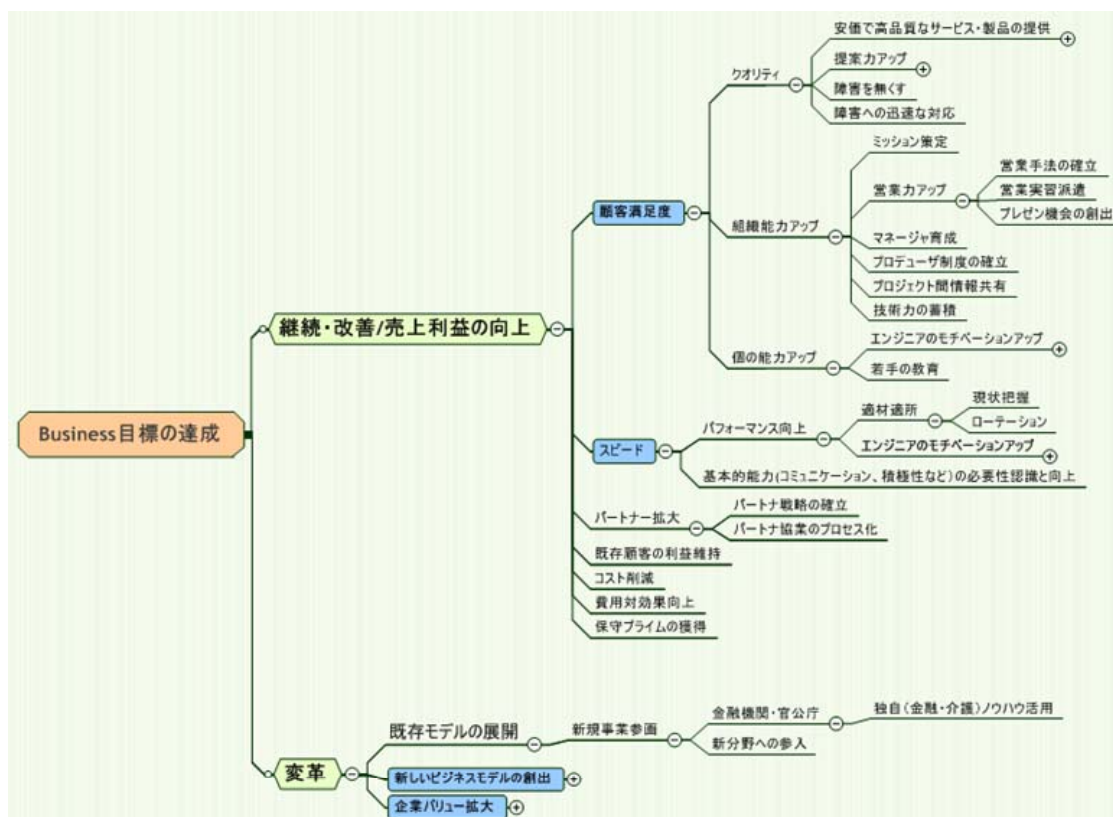 Business目標の達成
継続・改善/売上利益の向上
顧客満足度
クオリティ
安価で高品質なサービス・製品の提供
提案力アップ
障害を無くす
障害への迅速な対応
組織能力アップ
ミッション策定
営業力アップ
営業手法の確立
営業実習派遣
プレゼン機会の創出
マネージャ育成
プロデューザ制度の確立
プロジェクト間情報共有
技術力の蓄積
個の能力アップ
エンジニアのモチベーションアップ
若手の教育
スピード
パフォーマンス向上
適材適所
現状把握
ローテーション
エンジニアのモチベーションアップ
基本的能力(コミュニケーション、積極性など)の必要性認識と向上
パートナー拡大
パートナ戦略の確立
パートナ協業のプロセス化
既存顧客の利益維持
コスト削減
費用対効果向上
保守プライムの獲得
変革
既存モデルの展開
新規事業参画
金融機関・官公庁
独自(金融・介護)ノウハウ活用
新分野への参入
新しいビジネスモデルの創出
企業バリュー拡大